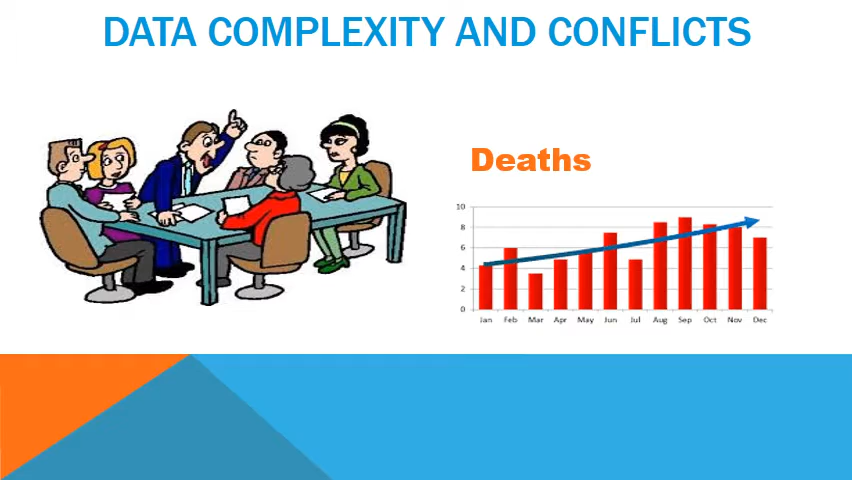 DATA COMPLEXITY AND CONFLICTS
Deaths
10
8
6
4
2
0
Jan Feb Mar Apr May Jun Jul Aug Sep Oct Nov Dec